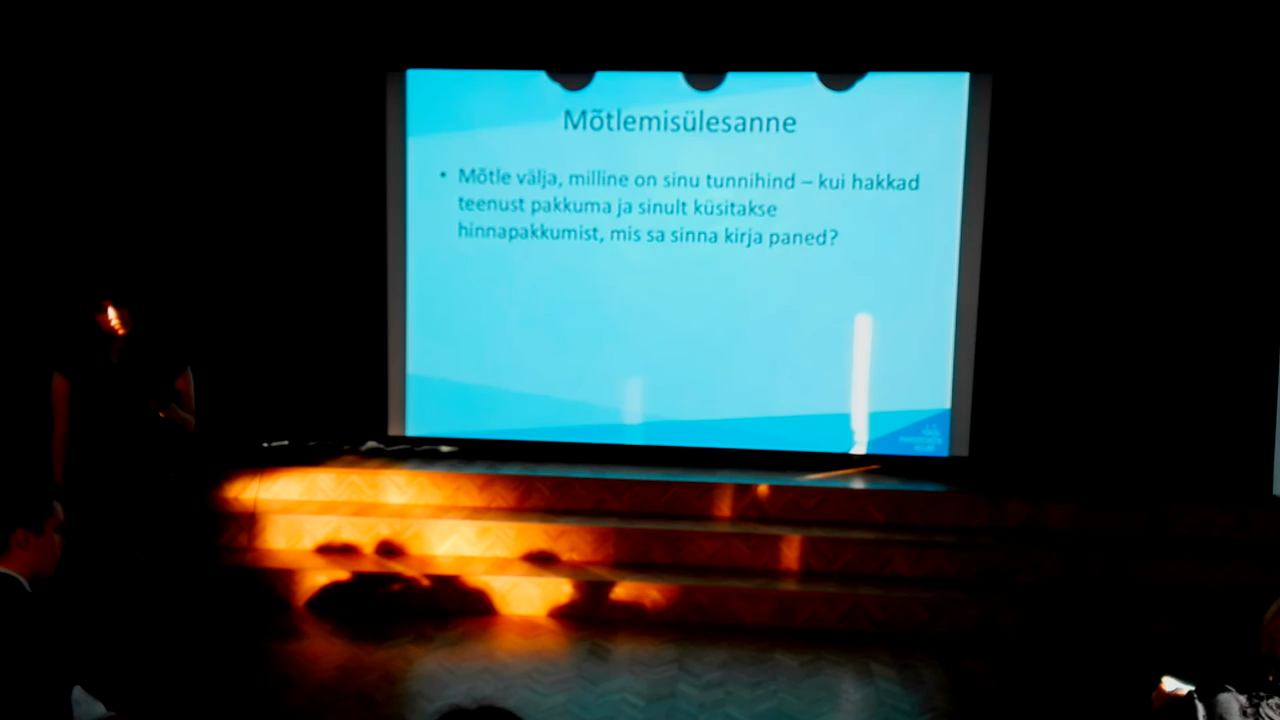 Mõtlemisülesanne
• Mõtle välja, milline on sinu tunnihind – kui hakkad
teenust pakkuma ja sinult küsitakse
hinnapakkumist, mis sa sinna kirja paned?